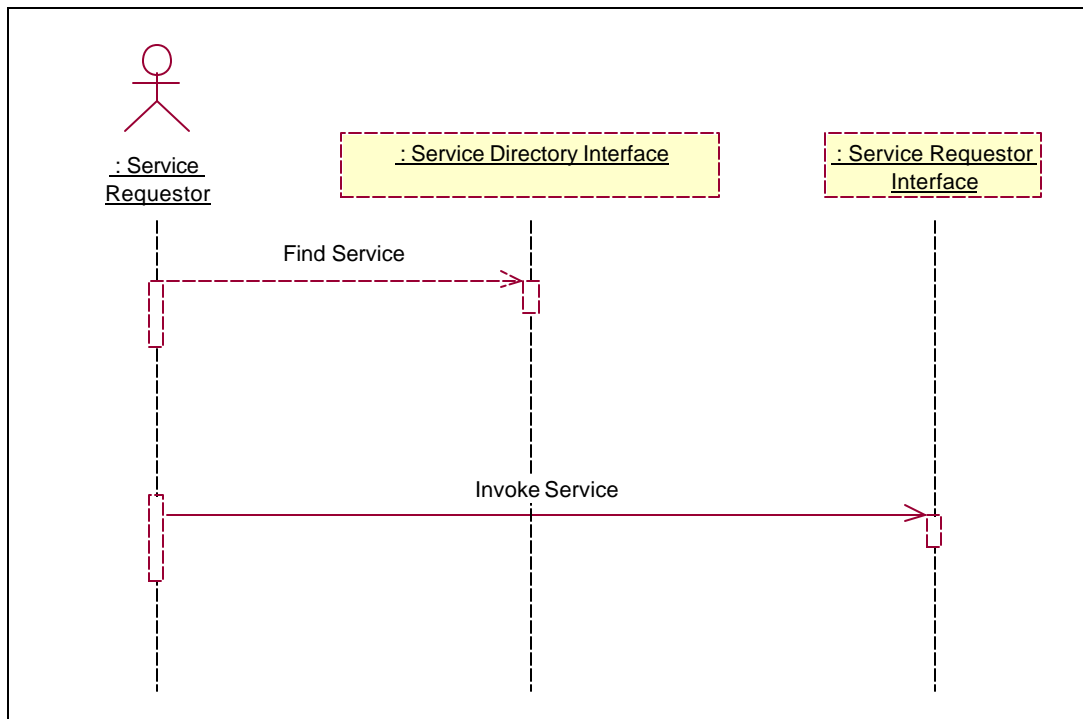 : Service
Requestor
: Service Directory Interface
: Service Requestor
Interface
Find Service
Invoke Service